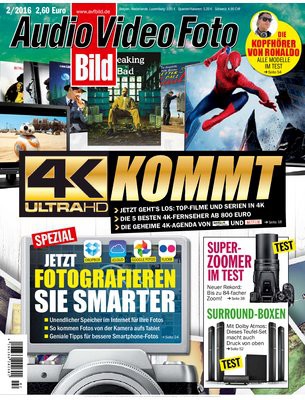 2/2016 2,60 Euro
www.avfbild.de
AudioVideo Foto
Bild
DIE
KOPFHÖRER
VON RONALDO
ALLE MODELLE
IM TEST
Breaking
Bad
4K
ULTRA HD
KOMMT
JETZT GEHT'S LOS: TOP-FILME UND SERIEN IN 4K
DIE 5 BESTEN 4K-FERNSEHER AB 800 EURO
DIE GEHEIME 4K-AGENDA VON
SPEZIAL
JETZT
FOTOGRAFIEREN
SIE SMARTER
Unendlicher Speicher im Internet für Ihre Fotos
So kommen Fotos von der Kamera aufs Tablet
Geniale Tipps für bessere Smartphone-Fotos
SUPER-
ZOOMER
IM TEST
Neuer Rekord:
Bis zu 84-facher
Zoom!
TEST
SURROUND-BOXEN
Mit Dolby Atmos:
Dieses Teufel-Set
macht auch
Druck von oben
TEST